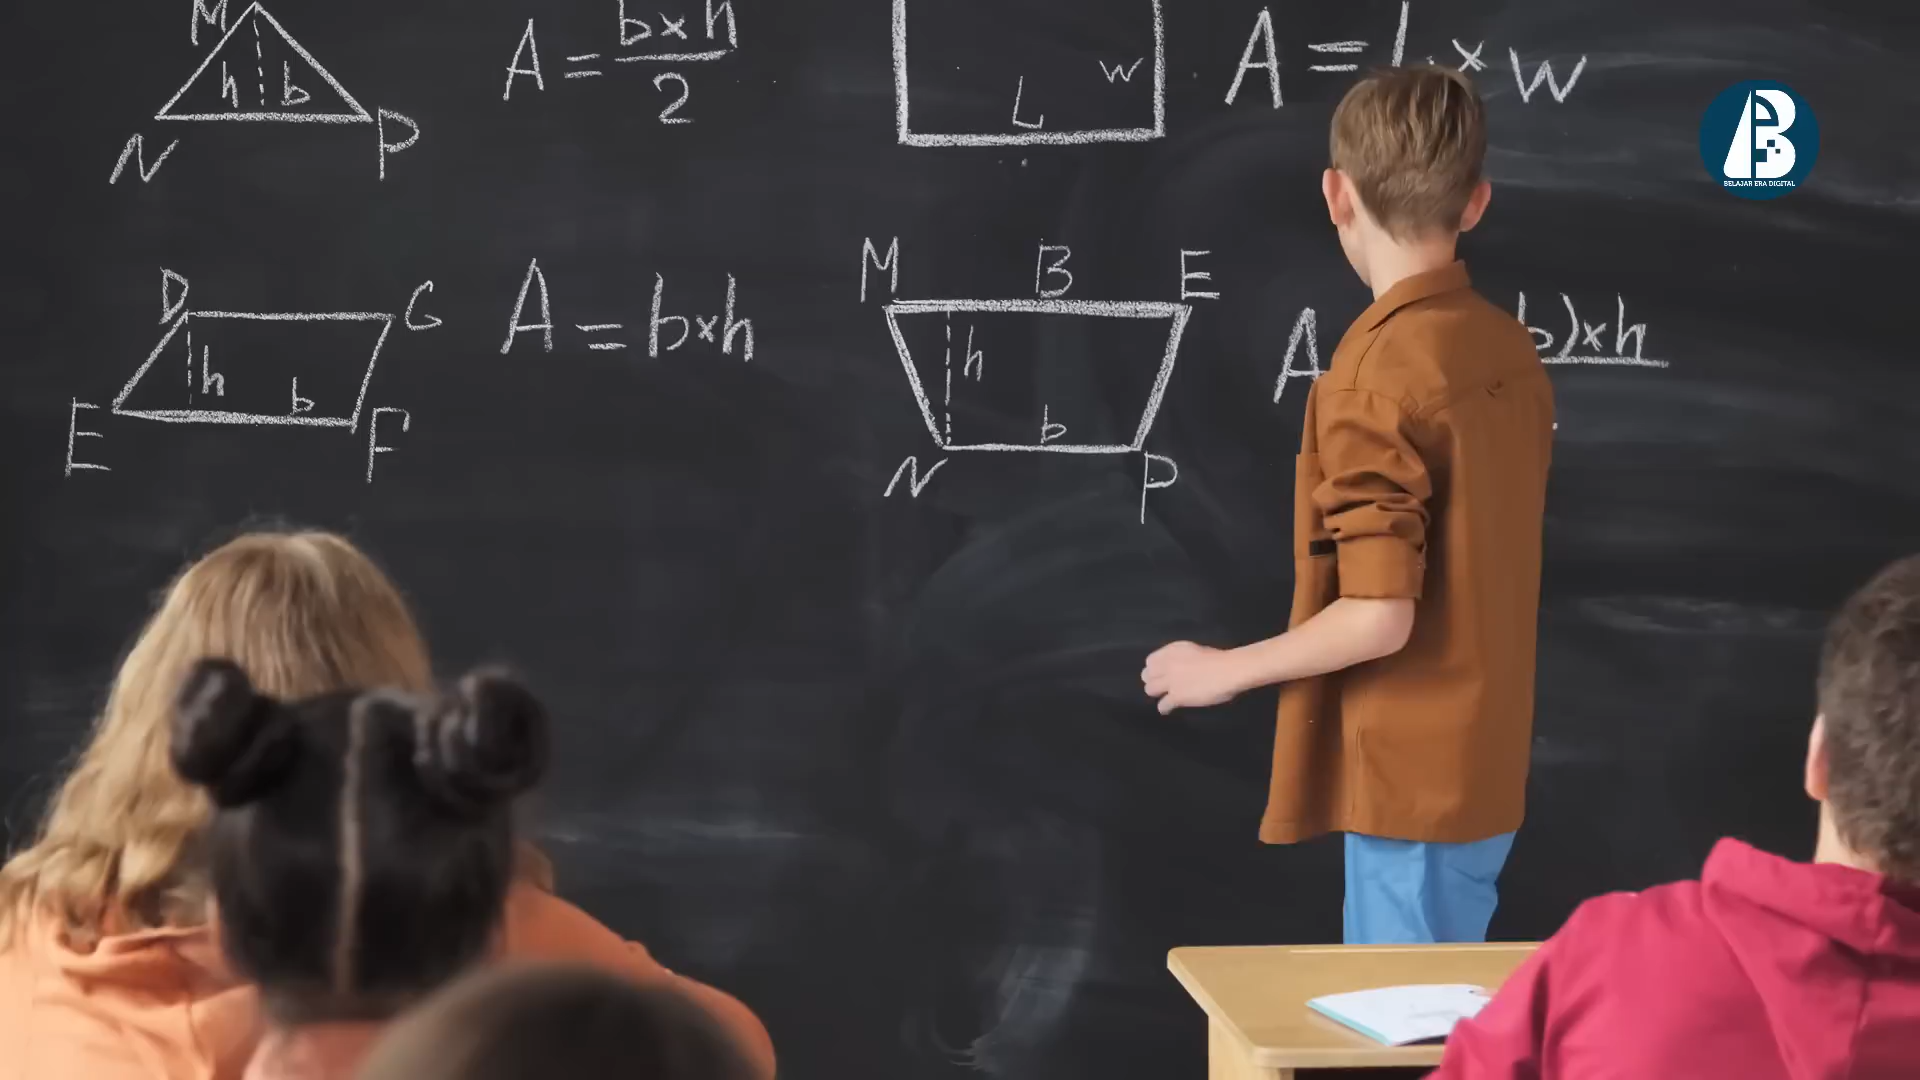 M
h b
N P
A = b×h
2
L W
A = L × W
D G
h b
E F
A = b×h
M B E
h
b
N P
A b)×h
BELAJAR ERA DIGITAL